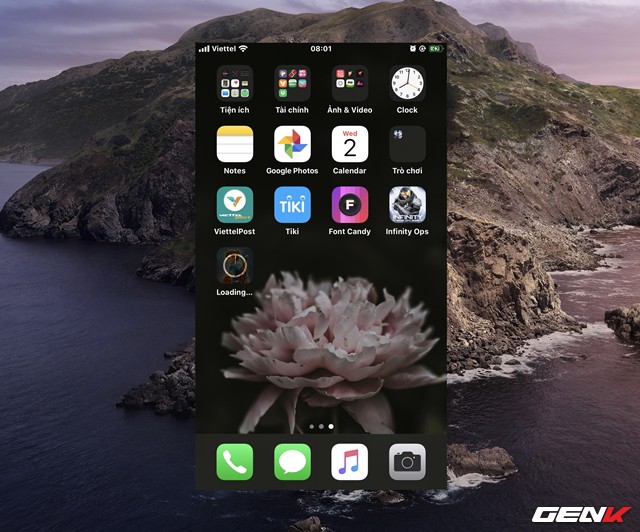 Viettel 08:01
Tiện ích Tài chính Ảnh & Video Clock
Wed
2
Notes Google Photos Calendar Trò chơi
TIKI F INFINITY
ViettelPost Tiki Font Candy Infinity Ops
Loading...
GENK